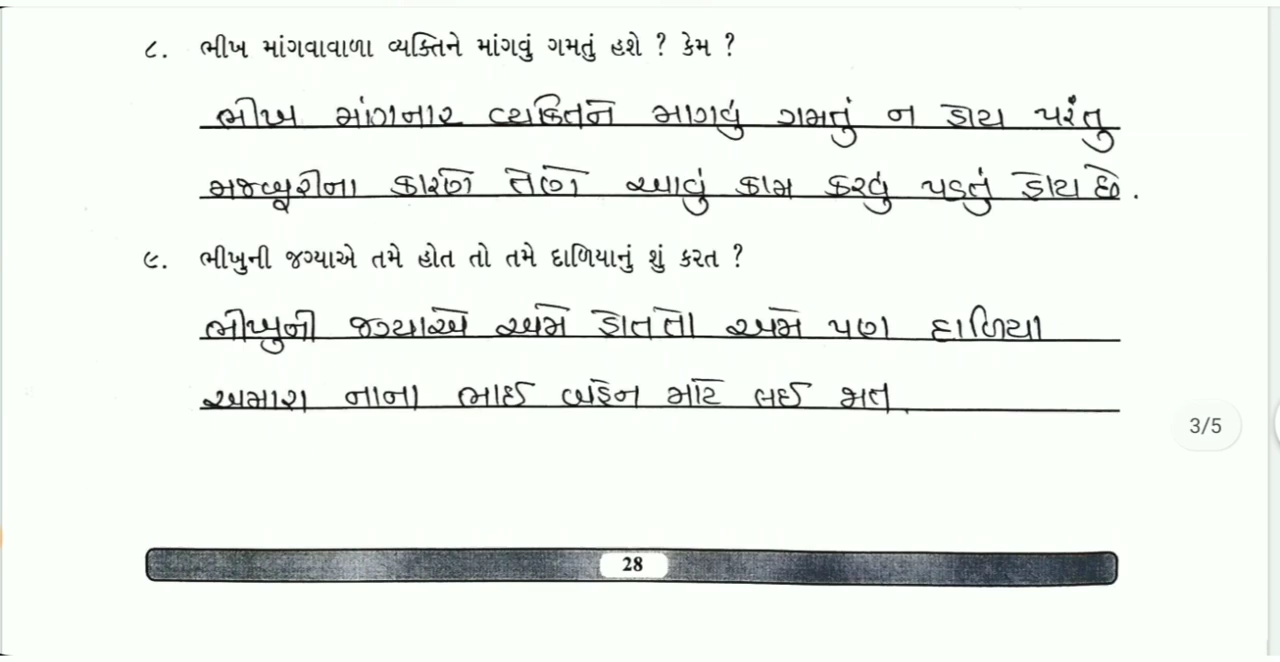 ૮. ભીખ માંગવાવાળા વ્યક્તિને માંગવું ગમતું હશે ? કેમ ?
ભીખ માંગનાર વ્યકિતને માગવું ગમતું ન હોય પરંતુ
મજબૂરીના કારણે તેણે આવું કામ કરવું પડતું હોય છે.
૯. ભીખુની જગ્યાએ તમે હોત તો તમે દાળિયાનું શું કરત ?
ભીખુની જગ્યાએ અમે હોત તો અમે પણ દાળિયા
અમારા નાના ભાઈ બહેન માટે લઈ જાત.
3/5
28